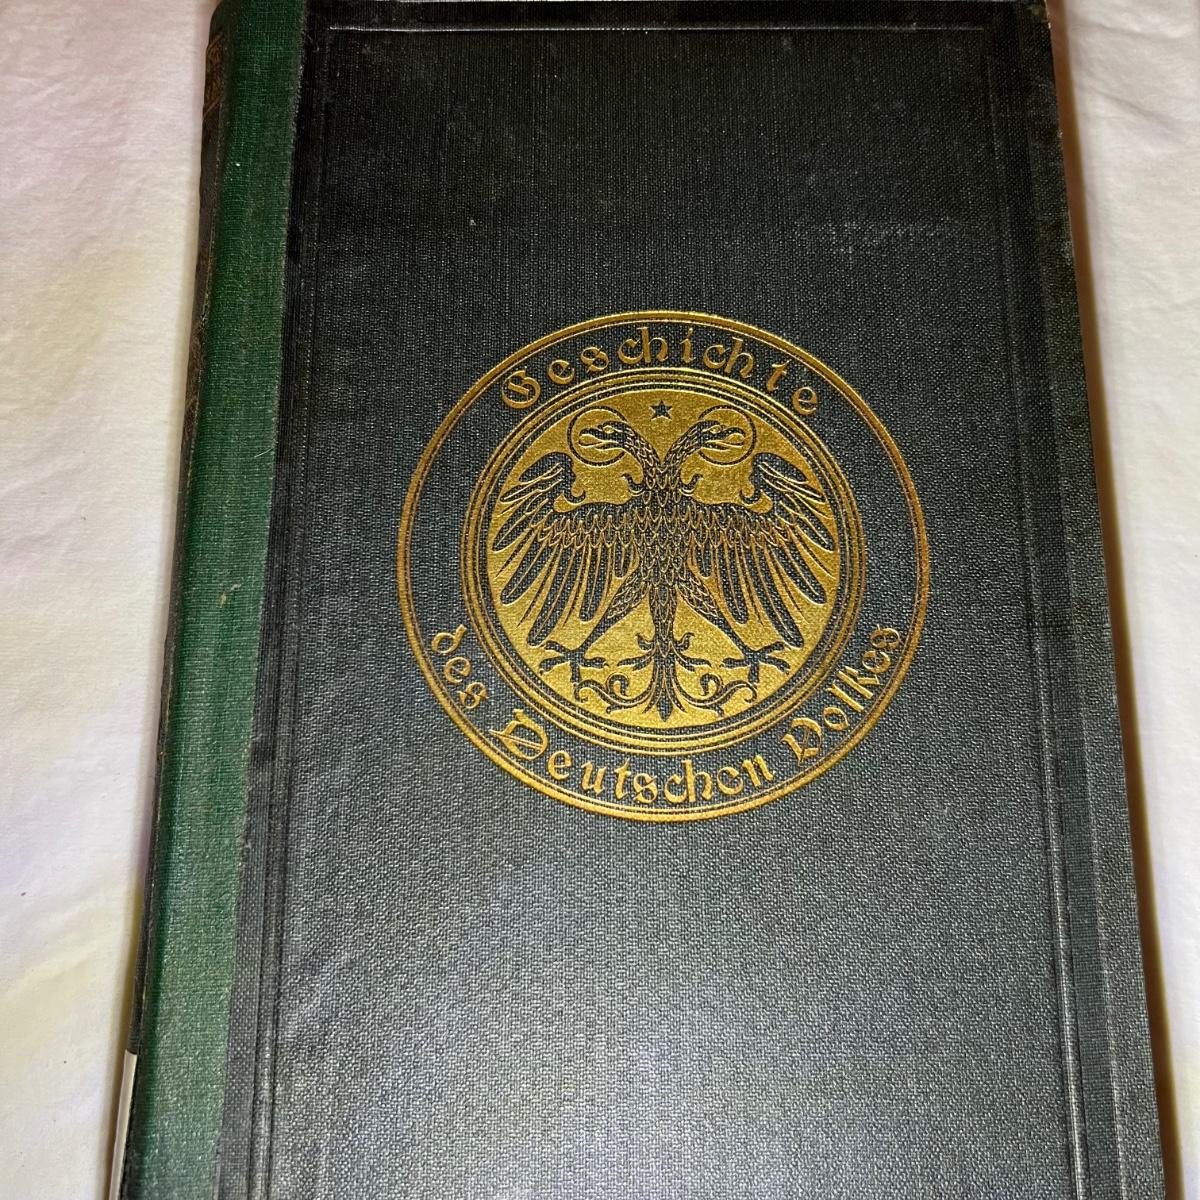 Geschichte
des Deutschen Volkes